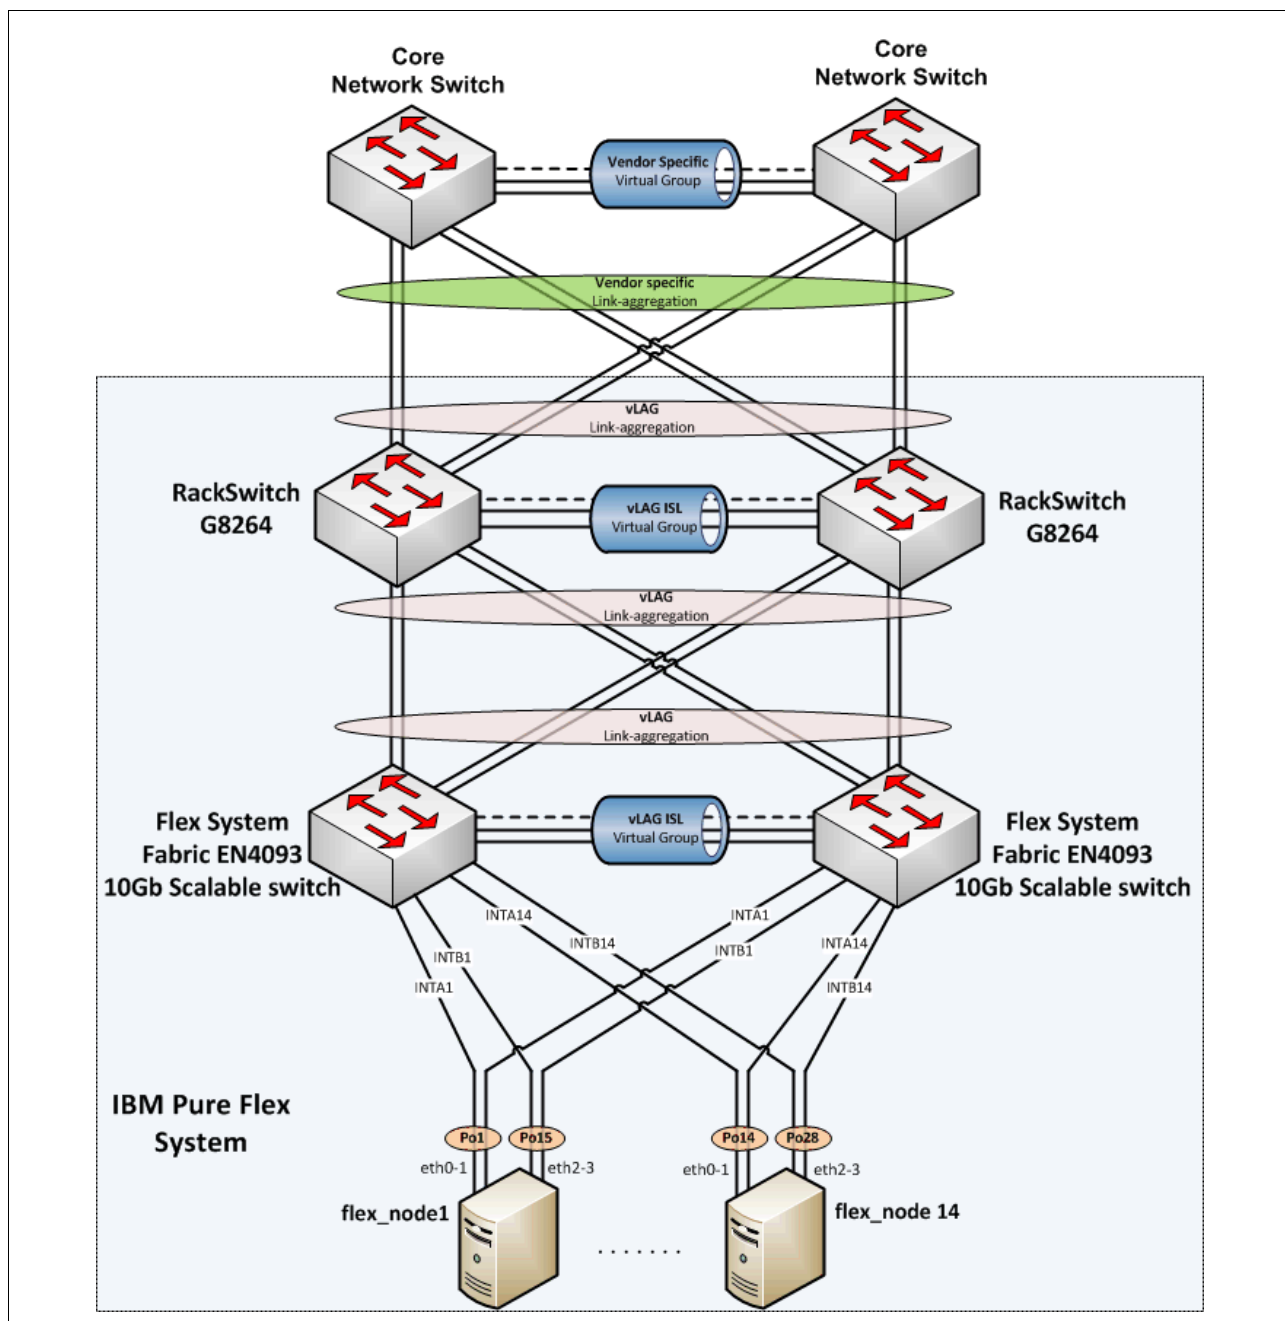 Core
Network Switch
Core
Network Switch
Vendor Specific
Virtual Group
Vendor specific
Link-aggregation
vLAG
Link-aggregation
RackSwitch
G8264
vLAG ISL
Virtual Group
RackSwitch
G8264
vLAG
Link-aggregation
vLAG
Link-aggregation
Flex System
Fabric EN4093
10Gb Scalable switch
vLAG ISL
Virtual Group
Flex System
Fabric EN4093
10Gb Scalable switch
INTA14
INTA1
INTB14
INTA14
INTB1
INTB1
INTA1
INTB14
IBM Pure Flex
System
Po1
Po15
Po14
Po28
eth0-1
eth2-3
eth0-1
eth2-3
flex_node1
flex_node 14
. . . . . . .